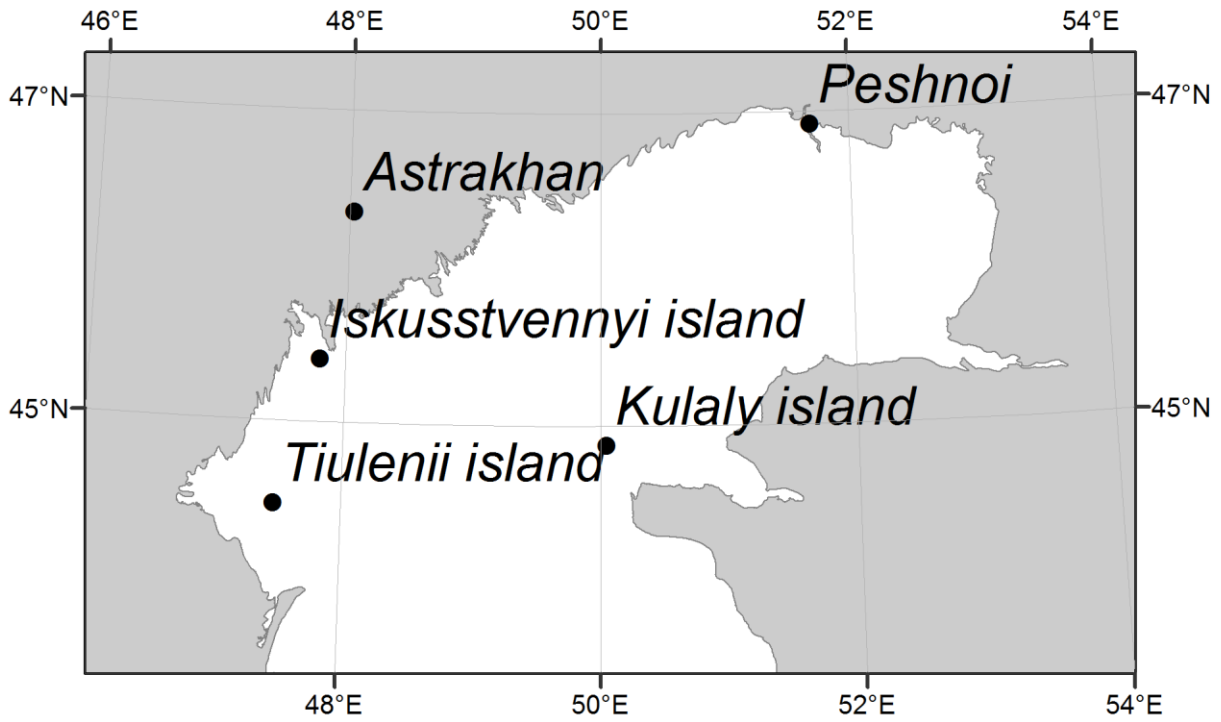 46°E 48°E 50°E 52°E 54°E
47°N 47°N
Peshnoi
Astrakhan
Iskusstvennyi island
45°N 45°N
Kulaly island
Tiulenii island
48°E 50°E 52°E 54°E